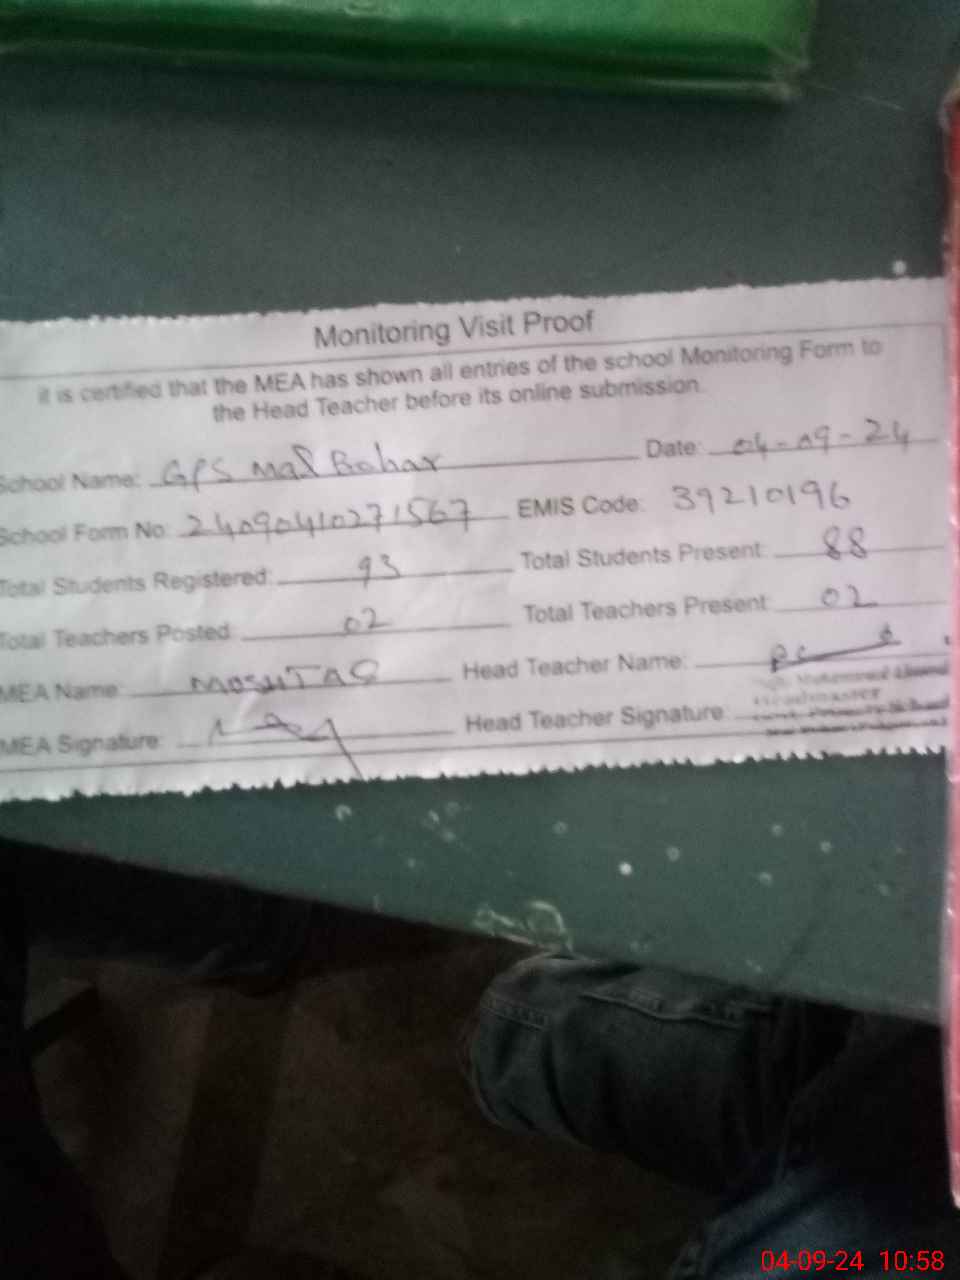 Monitoring Visit Proof
it is certified that the MEA has shown all entries of the school Monitoring Form to
the Head Teacher before its online submission.
School Name: GPS Mal Bahar Date: 04-09-24
School Form No: 24090410271567 EMIS Code: 39210196
Total Students Registered: 93 Total Students Present: 88
Total Teachers Posted: 02 Total Teachers Present: 02
MEA Name: Head Teacher Name:
Muhammad
Headmaster
MEA Signature: Head Teacher Signature:
04-09-24 10:58